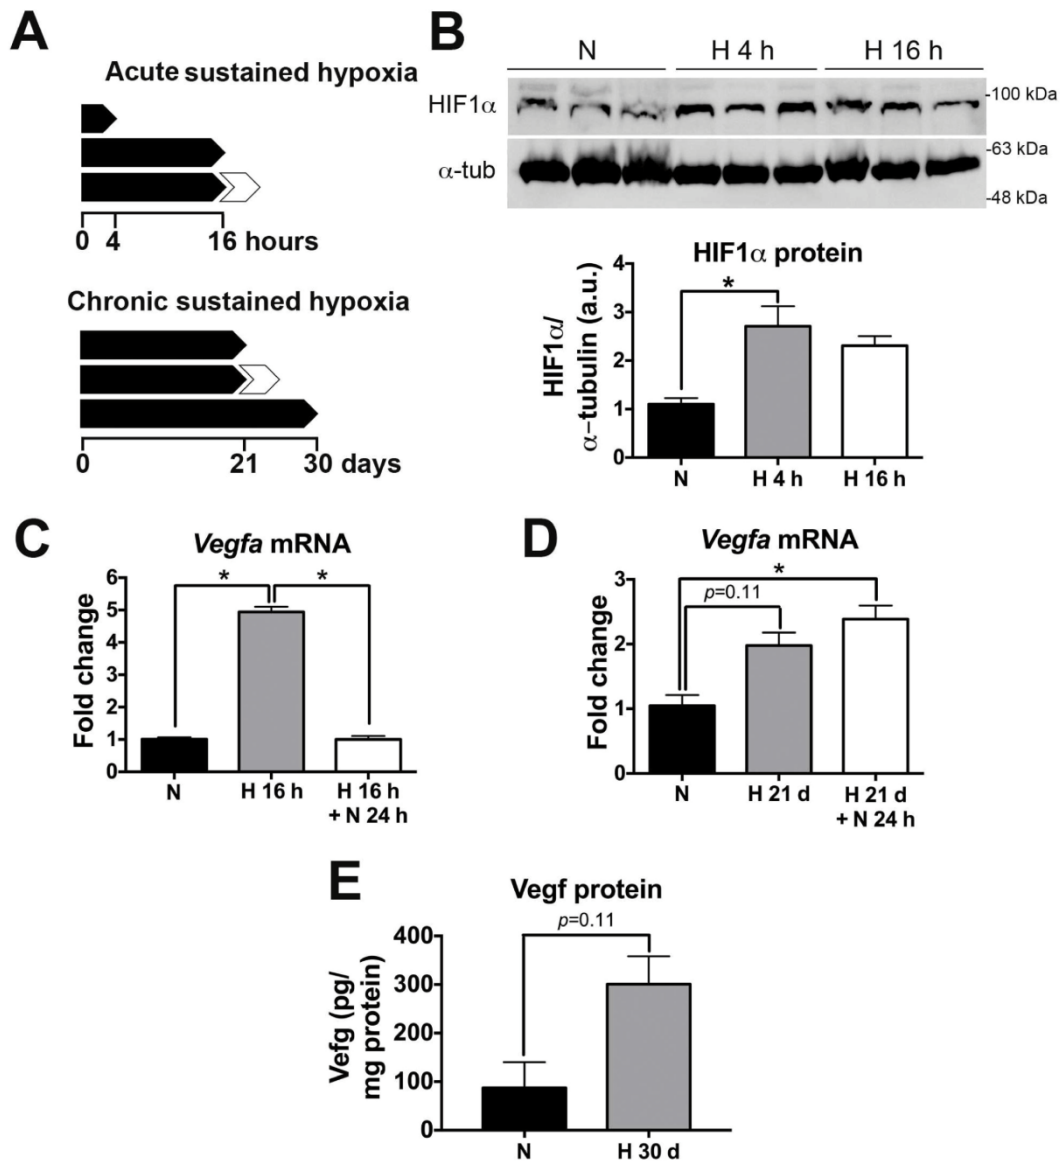 A
Acute sustained hypoxia
0 4 16 hours
Chronic sustained hypoxia
0 21 30 days
B
N H 4 h H 16 h
HIF1α
-100 kDa
-63 kDa
α-tub
-48 kDa
HIF1α protein
HIF1α/
α-tubulin (a.u.)
4
*
3
2
1
0
N H 4 h H 16 h
C
Vegfa mRNA
Fold change
6
* *
5
4
3
2
1
0
N H 16 h H 16 h
+ N 24 h
D
Vegfa mRNA
Fold change
3
*
p=0.11
2
1
0
N H 21 d H 21 d
+ N 24 h
E
Vegf protein
p=0.11
Vefg (pg/
mg protein)
400
300
200
100
0
N H 30 d